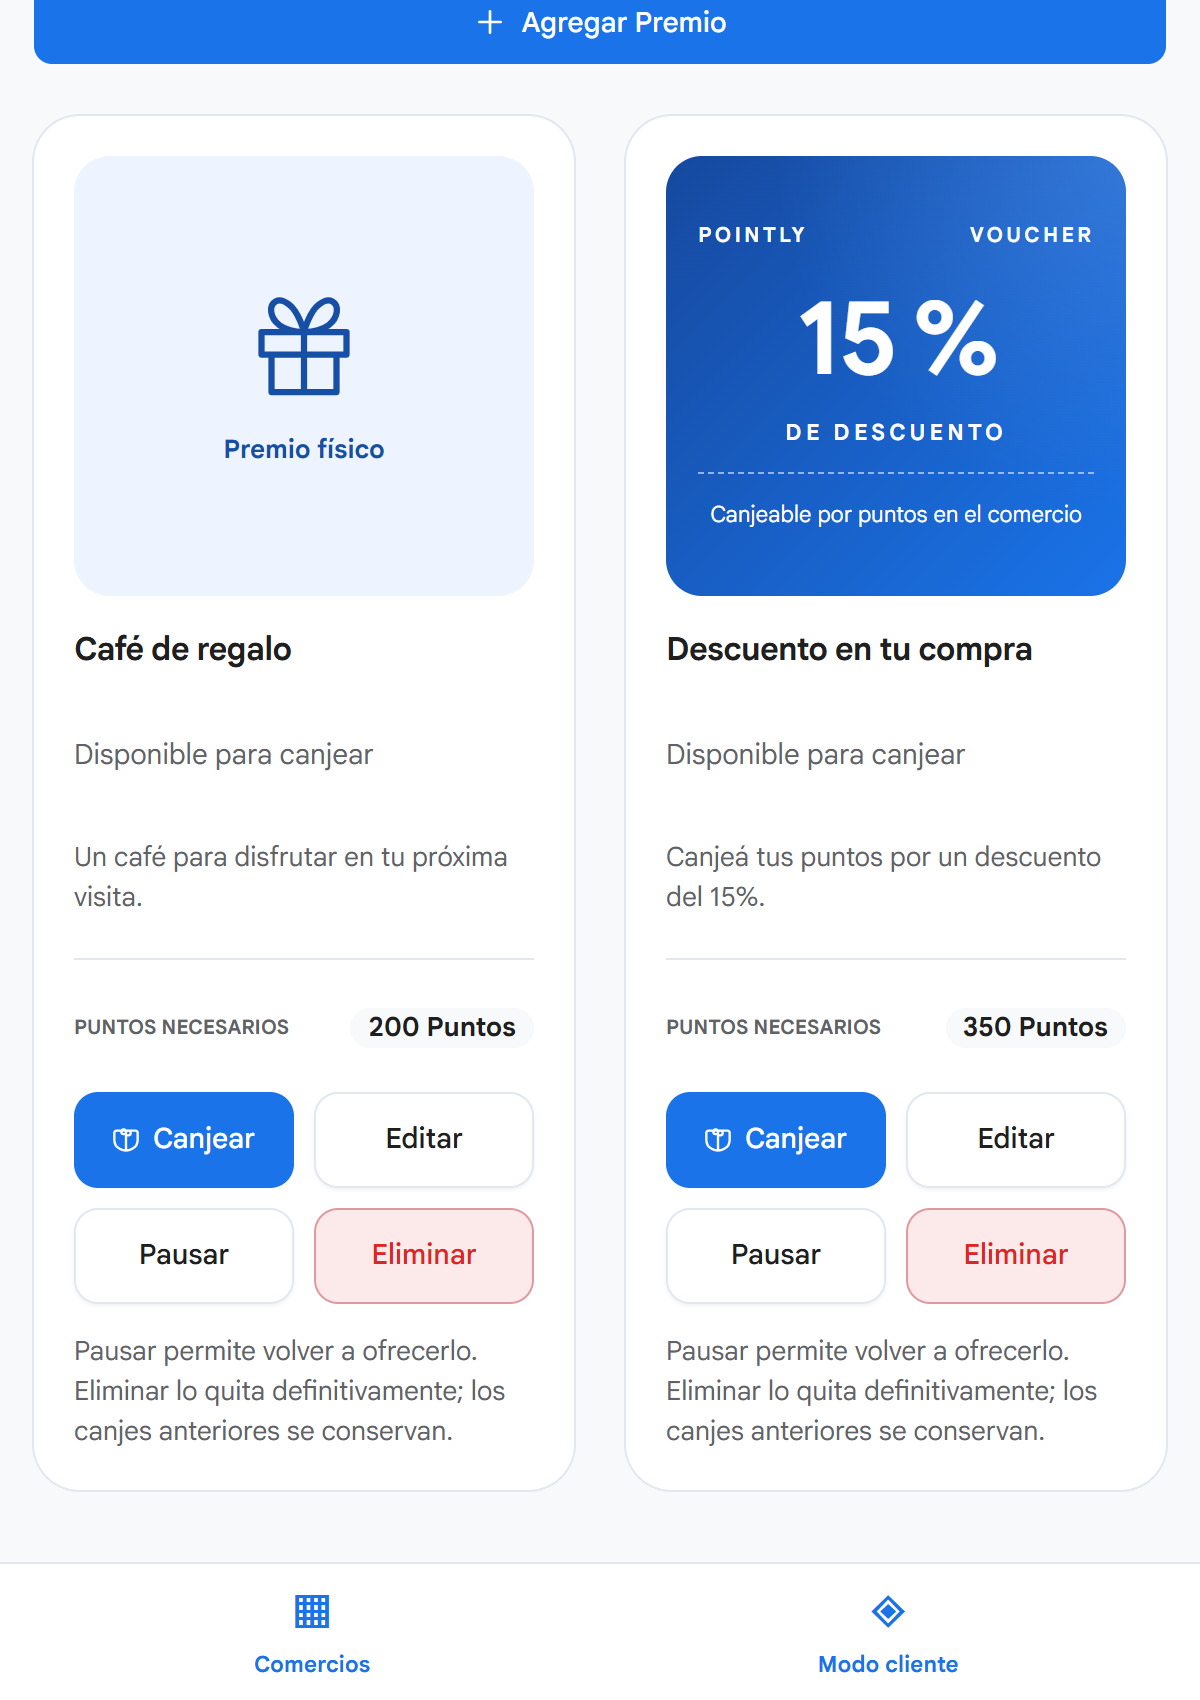 Agregar Premio
Premio físico
Café de regalo
Disponible para canjear
Un café para disfrutar en tu próxima
visita.
PUNTOS NECESARIOS 200 Puntos
Canjear Editar
Pausar Eliminar
Pausar permite volver a ofrecerlo.
Eliminar lo quita definitivamente; los
canjes anteriores se conservan.
POINTLY VOUCHER
15 %
DE DESCUENTO
Canjeable por puntos en el comercio
Descuento en tu compra
Disponible para canjear
Canjeá tus puntos por un descuento
del 15%.
PUNTOS NECESARIOS 350 Puntos
Canjear Editar
Pausar Eliminar
Pausar permite volver a ofrecerlo.
Eliminar lo quita definitivamente; los
canjes anteriores se conservan.
Comercios Modo cliente